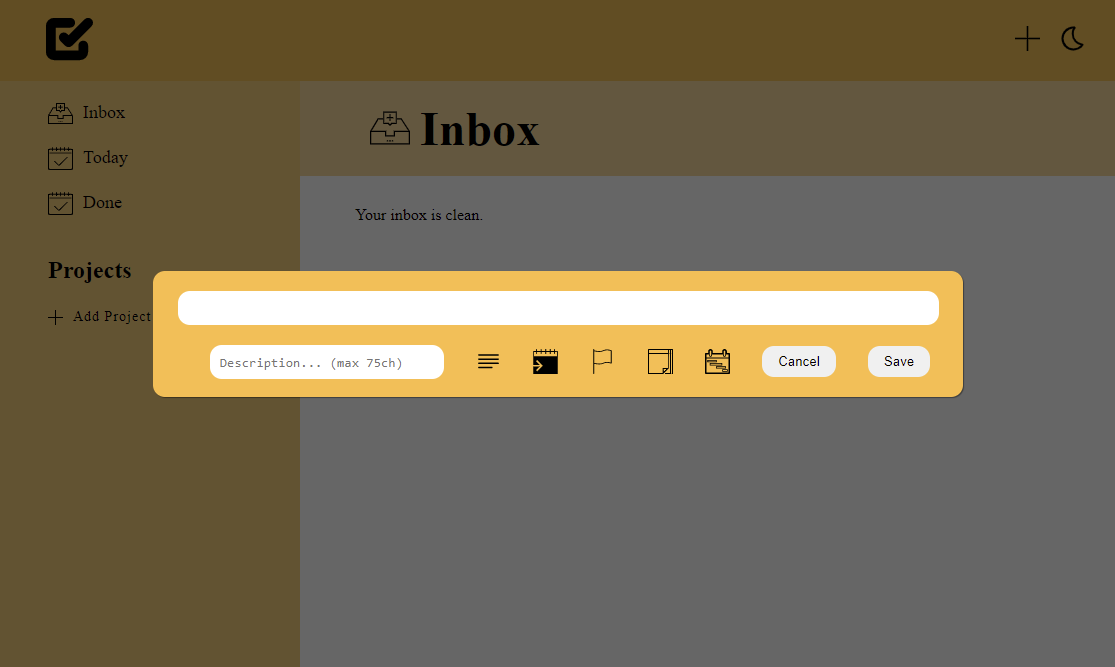 Inbox
Today
Done
Projects
Add Project
Inbox
Your inbox is clean.
Description... (max 75ch)
Cancel
Save